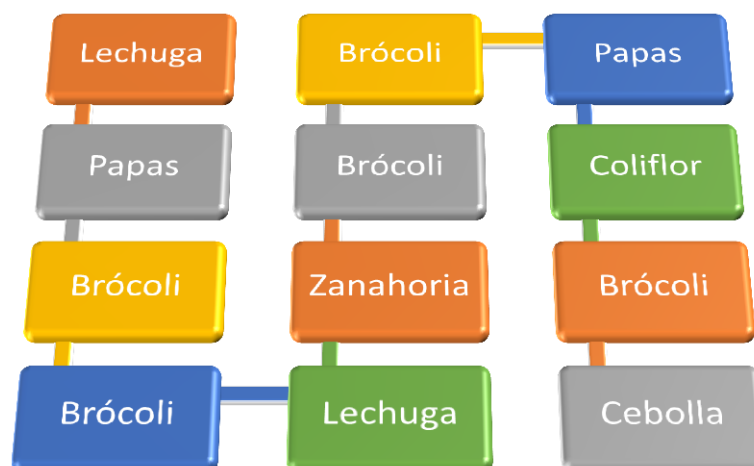 Lechuga
Papas
Brócoli
Brócoli
Lechuga
Zanahoria
Brócoli
Brócoli
Papas
Coliflor
Brócoli
Cebolla